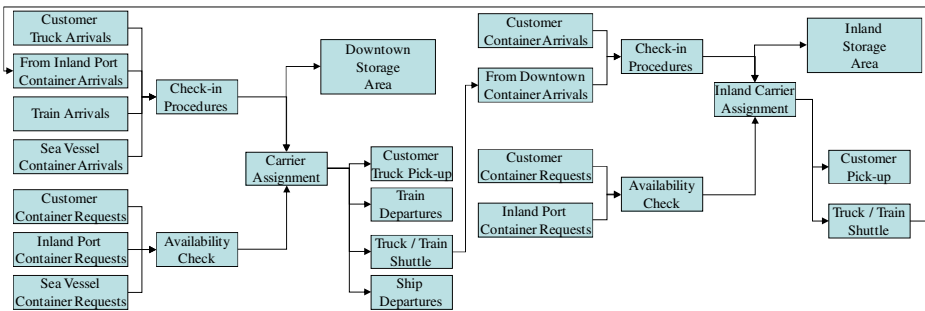 Customer
Truck Arrivals
From Inland Port
Container Arrivals
Train Arrivals
Sea Vessel
Container Arrivals
Customer
Container Requests
Inland Port
Container Requests
Sea Vessel
Container Requests
Check-in
Procedures
Availability
Check
Downtown
Storage
Area
Carrier
Assignment
Customer
Truck Pick-up
Train
Departures
Truck / Train
Shuttle
Ship
Departures
Customer
Container Arrivals
From Downtown
Container Arrivals
Customer
Container Requests
Inland Port
Container Requests
Check-in
Procedures
Availability
Check
Inland
Storage
Area
Inland Carrier
Assignment
Customer
Pick-up
Truck / Train
Shuttle